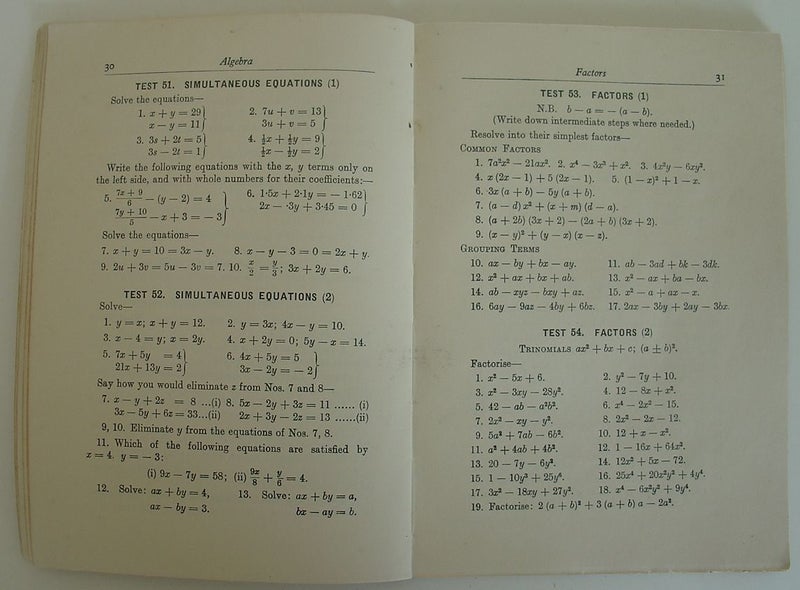 30 Algebra
TEST 51. SIMULTANEOUS EQUATIONS (1)
Solve the equations—
1. x + y = 29} 2. 7u + v = 13}
x − y = 11} 3u + v = 5}
3. 3s + 2t = 5} 4. ½x + ½y = 9}
3s − 2t = 1} ½x − ½y = 2}
Write the following equations with the x, y terms only on
the left side, and with whole numbers for their coefficients:—
5. (7x + 9)/6 − (y − 2) = 4} 6. 1·5x + 2·1y = − 1·62}
(7y + 10)/5 − x + 3 = − 3} 2x − ·3y + 3·45 = 0}
Solve the equations—
7. x + y = 10 = 3x − y. 8. x − y − 3 = 0 = 2x + y.
9. 2u + 3v = 5u − 3v = 7. 10. x/2 = y/3; 3x + 2y = 6.
TEST 52. SIMULTANEOUS EQUATIONS (2)
Solve—
1. y = x; x + y = 12. 2. y = 3x; 4x − y = 10.
3. x − 4 = y; x = 2y. 4. x + 2y = 0; 5y − x = 14.
5. 7x + 5y = 4} 6. 4x + 5y = 5}
21x + 13y = 2} 3x − 2y = − 2}
Say how you would eliminate z from Nos. 7 and 8—
7. x − y + 2z = 8 ...(i) 8. 5x − 2y + 3z = 11 ...... (i)
3x − 5y + 6z = 33...(ii) 2x + 3y − 2z = 13 ......(ii)
9, 10. Eliminate y from the equations of Nos. 7, 8.
11. Which of the following equations are satisfied by
x = 4, y = − 3:
(i) 9x − 7y = 58; (ii) 9x/8 + y/6 = 4.
12. Solve: ax + by = 4, 13. Solve: ax + by = a,
ax − by = 3. bx − ay = b.
Factors 31
TEST 53. FACTORS (1)
N.B. b − a = − (a − b).
(Write down intermediate steps where needed.)
Resolve into their simplest factors—
COMMON FACTORS
1. 7a²x² − 21ax². 2. x⁴ − 3x³ + x². 3. 4x²y − 6xy².
4. x (2x − 1) + 5 (2x − 1). 5. (1 − x)² + 1 − x.
6. 3x (a + b) − 5y (a + b).
7. (a − d) x² + (x + m) (d − a).
8. (a + 2b) (3x + 2) − (2a + b) (3x + 2).
9. (x − y)² + (y − x) (x − z).
GROUPING TERMS
10. ax − by + bx − ay. 11. ab − 3ad + bk − 3dk.
12. x² + ax + bx + ab. 13. x² − ax + ba − bx.
14. ab − xyz − bxy + az. 15. x² − a + ax − x.
16. 6ay − 9az − 4by + 6bz. 17. 2ax − 3by + 2ay − 3bx.
TEST 54. FACTORS (2)
TRINOMIALS ax² + bx + c; (a ± b)².
Factorise—
1. x² − 5x + 6. 2. y² − 7y + 10.
3. x² − 3xy − 28y². 4. 12 − 8x + x².
5. 42 − ab − a²b². 6. x⁴ − 2x² − 15.
7. 2x² − xy − y². 8. 2x² − 2x − 12.
9. 5a² + 7ab − 6b². 10. 12 + x − x².
11. a² + 4ab + 4b². 12. 1 − 16x + 64x².
13. 20 − 7y − 6y². 14. 12x² + 5x − 72.
15. 1 − 10y³ + 25y⁶. 16. 25x⁴ + 20x²y² + 4y⁴.
17. 3x² − 18xy + 27y². 18. x⁴ − 6x²y² + 9y⁴.
19. Factorise: 2 (a + b)² + 3 (a + b) a − 2a².